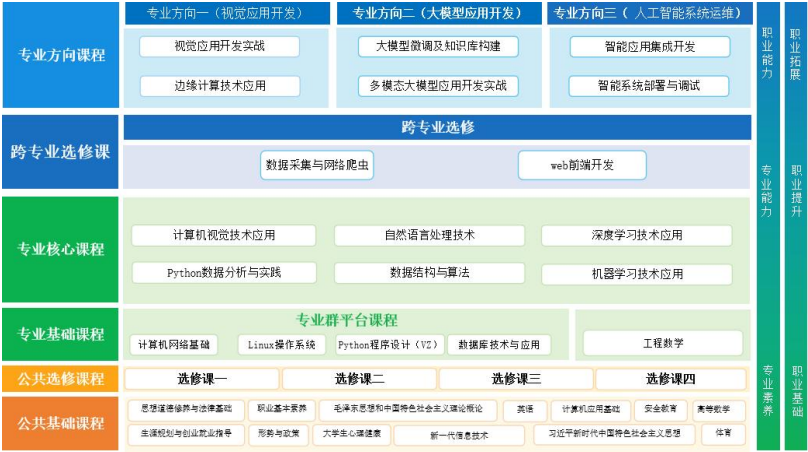 专业方向课程
专业方向一（视觉应用开发）
专业方向二（大模型应用开发）
专业方向三（ 人工智能系统运维）
视觉应用开发实战
大模型微调及知识库构建
智能应用集成开发
边缘计算技术应用
多模态大模型应用开发实战
智能系统部署与调试
跨专业选修课
跨专业选修
数据采集与网络爬虫
web前端开发
专业核心课程
计算机视觉技术应用
自然语言处理技术
深度学习技术应用
Python数据分析与实践
数据结构与算法
机器学习技术应用
专业基础课程
专业群平台课程
计算机网络基础
Linux操作系统
Python程序设计（VZ）
数据库技术与应用
工程数学
公共选修课程
选修课一
选修课二
选修课三
选修课四
公共基础课程
思想道德修养与法律基础
职业基本素养
毛泽东思想和中国特色社会主义理论概论
英语
计算机应用基础
安全教育
高等数学
生涯规划与创业就业指导
形势与政策
大学生心理健康
新一代信息技术
习近平新时代中国特色社会主义思想
体育
职业能力
专业能力
专业素养
职业拓展
职业提升
职业基础